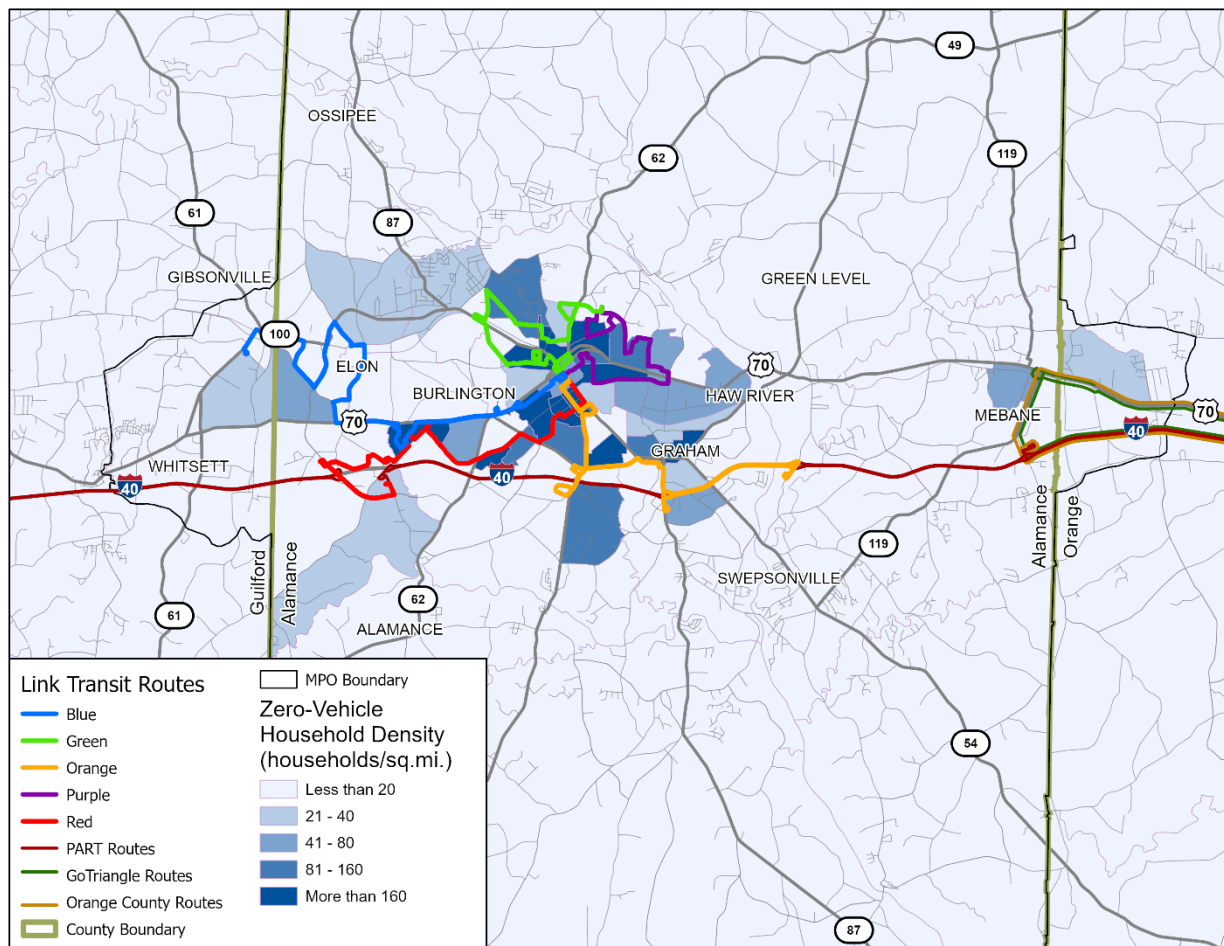 49
OSSIPEE
62
119
61
87
GIBSONVILLE
GREEN LEVEL
100
ELON
70
BURLINGTON
HAW RIVER
70
MEBANE
70
40
WHITSETT
GRAHAM
40
40
Guilford
Alamance
Alamance
Orange
119
SWEPSONVILLE
61
62
ALAMANCE
54
87
Link Transit Routes
Blue
Green
Orange
Purple
Red
PART Routes
GoTriangle Routes
Orange County Routes
County Boundary
MPO Boundary
Zero-Vehicle
Household Density
(households/sq.mi.)
Less than 20
21 - 40
41 - 80
81 - 160
More than 160